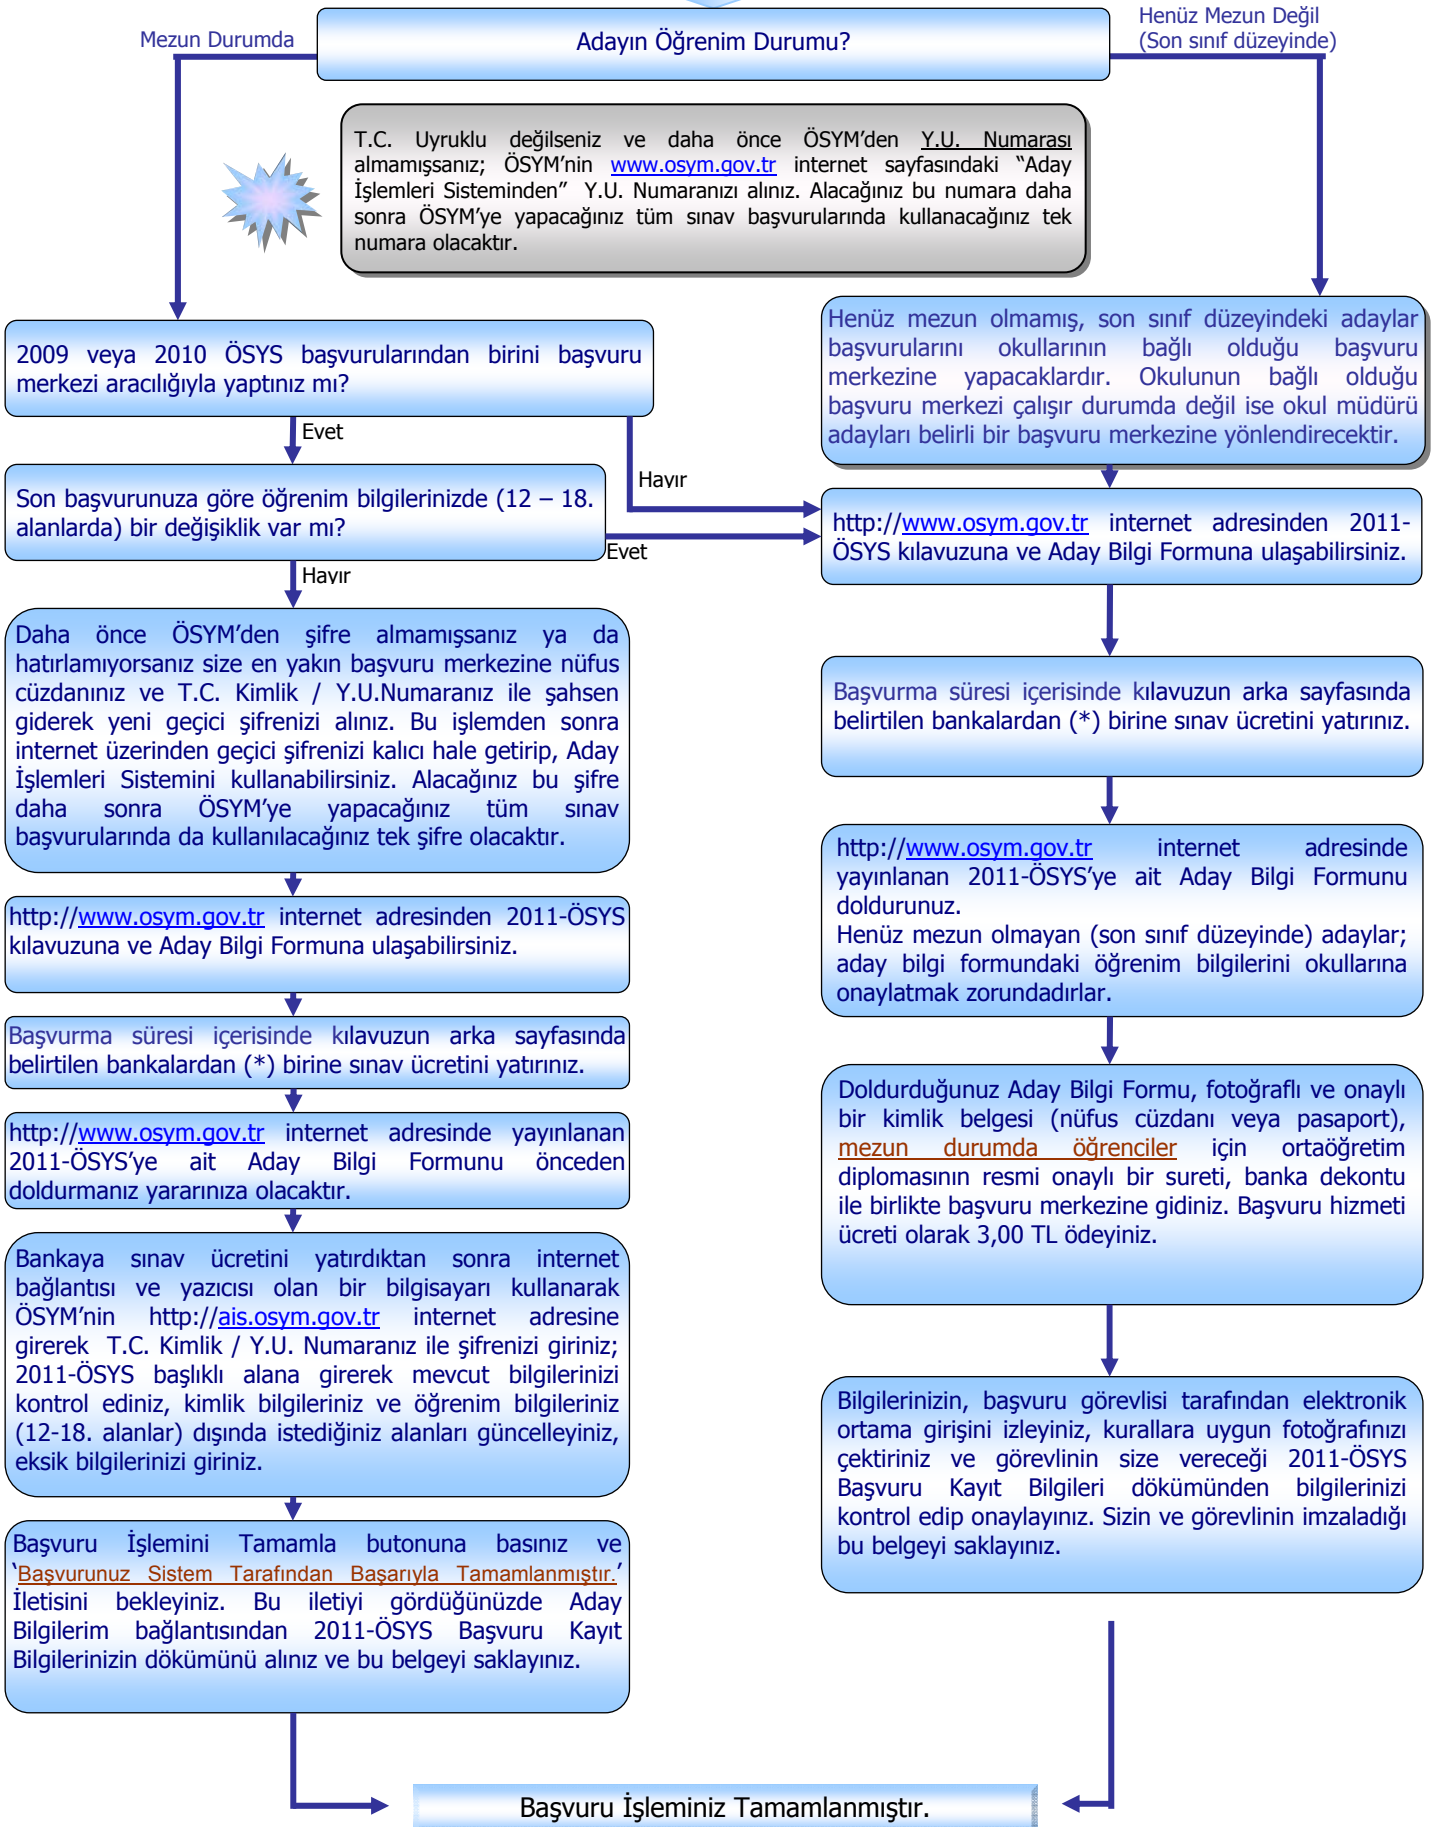 Mezun Durumda
Adayın Öğrenim Durumu?
Henüz Mezun Değil
(Son sınıf düzeyinde)
T.C. Uyruklu değilseniz ve daha önce ÖSYM’den Y.U. Numarası
almamışsanız; ÖSYM’nin www.osym.gov.tr internet sayfasındaki “Aday
İşlemleri Sisteminden” Y.U. Numaranızı alınız. Alacağınız bu numara daha
sonra ÖSYM’ye yapacağınız tüm sınav başvurularında kullanacağınız tek
numara olacaktır.
2009 veya 2010 ÖSYS başvurularından birini başvuru
merkezi aracılığıyla yaptınız mı?
Evet
Hayır
Son başvurunuza göre öğrenim bilgilerinizde (12 – 18.
alanlarda) bir değişiklik var mı?
Evet
Hayır
Daha önce ÖSYM’den şifre almamışsanız ya da
hatırlamıyorsanız size en yakın başvuru merkezine nüfus
cüzdanınız ve T.C. Kimlik / Y.U.Numaranız ile şahsen
giderek yeni geçici şifrenizi alınız. Bu işlemden sonra
internet üzerinden geçici şifrenizi kalıcı hale getirip, Aday
İşlemleri Sistemini kullanabilirsiniz. Alacağınız bu şifre
daha sonra ÖSYM’ye yapacağınız tüm sınav
başvurularında da kullanılacağınız tek şifre olacaktır.
http://www.osym.gov.tr internet adresinden 2011-ÖSYS
kılavuzuna ve Aday Bilgi Formuna ulaşabilirsiniz.
Başvurma süresi içerisinde kılavuzun arka sayfasında
belirtilen bankalardan (*) birine sınav ücretini yatırınız.
http://www.osym.gov.tr internet adresinde yayınlanan
2011-ÖSYS’ye ait Aday Bilgi Formunu önceden
doldurmanız yararınıza olacaktır.
Bankaya sınav ücretini yatırdıktan sonra internet
bağlantısı ve yazıcısı olan bir bilgisayarı kullanarak
ÖSYM’nin http://ais.osym.gov.tr internet adresine
girerek T.C. Kimlik / Y.U. Numaranız ile şifrenizi giriniz;
2011-ÖSYS başlıklı alana girerek mevcut bilgilerinizi
kontrol ediniz, kimlik bilgileriniz ve öğrenim bilgileriniz
(12-18. alanlar) dışında istediğiniz alanları güncelleyiniz,
eksik bilgilerinizi giriniz.
Başvuru İşlemini Tamamla butonuna basınız ve
‘Başvurunuz Sistem Tarafından Başarıyla Tamamlanmıştır.’
İletisini bekleyiniz. Bu iletiyi gördüğünüzde Aday
Bilgilerim bağlantısından 2011-ÖSYS Başvuru Kayıt
Bilgilerinizin dökümünü alınız ve bu belgeyi saklayınız.
Henüz mezun olmamış, son sınıf düzeyindeki adaylar
başvurularını okullarının bağlı olduğu başvuru
merkezine yapacaklardır. Okulunun bağlı olduğu
başvuru merkezi çalışır durumda değil ise okul müdürü
adayları belirli bir başvuru merkezine yönlendirecektir.
http://www.osym.gov.tr internet adresinden 2011-
ÖSYS kılavuzuna ve Aday Bilgi Formuna ulaşabilirsiniz.
Başvurma süresi içerisinde kılavuzun arka sayfasında
belirtilen bankalardan (*) birine sınav ücretini yatırınız.
http://www.osym.gov.tr internet adresinde
yayınlanan 2011-ÖSYS’ye ait Aday Bilgi Formunu
doldurunuz.
Henüz mezun olmayan (son sınıf düzeyinde) adaylar;
aday bilgi formundaki öğrenim bilgilerini okullarına
onaylatmak zorundadırlar.
Doldurduğunuz Aday Bilgi Formu, fotoğraflı ve onaylı
bir kimlik belgesi (nüfus cüzdanı veya pasaport),
mezun durumda öğrenciler için ortaöğretim
diplomasının resmi onaylı bir sureti, banka dekontu
ile birlikte başvuru merkezine gidiniz. Başvuru hizmeti
ücreti olarak 3,00 TL ödeyiniz.
Bilgilerinizin, başvuru görevlisi tarafından elektronik
ortama girişini izleyiniz, kurallara uygun fotoğrafınızı
çektiriniz ve görevlinin size vereceği 2011-ÖSYS
Başvuru Kayıt Bilgileri dökümünden bilgilerinizi
kontrol edip onaylayınız. Sizin ve görevlinin imzaladığı
bu belgeyi saklayınız.
Başvuru İşleminiz Tamamlanmıştır.